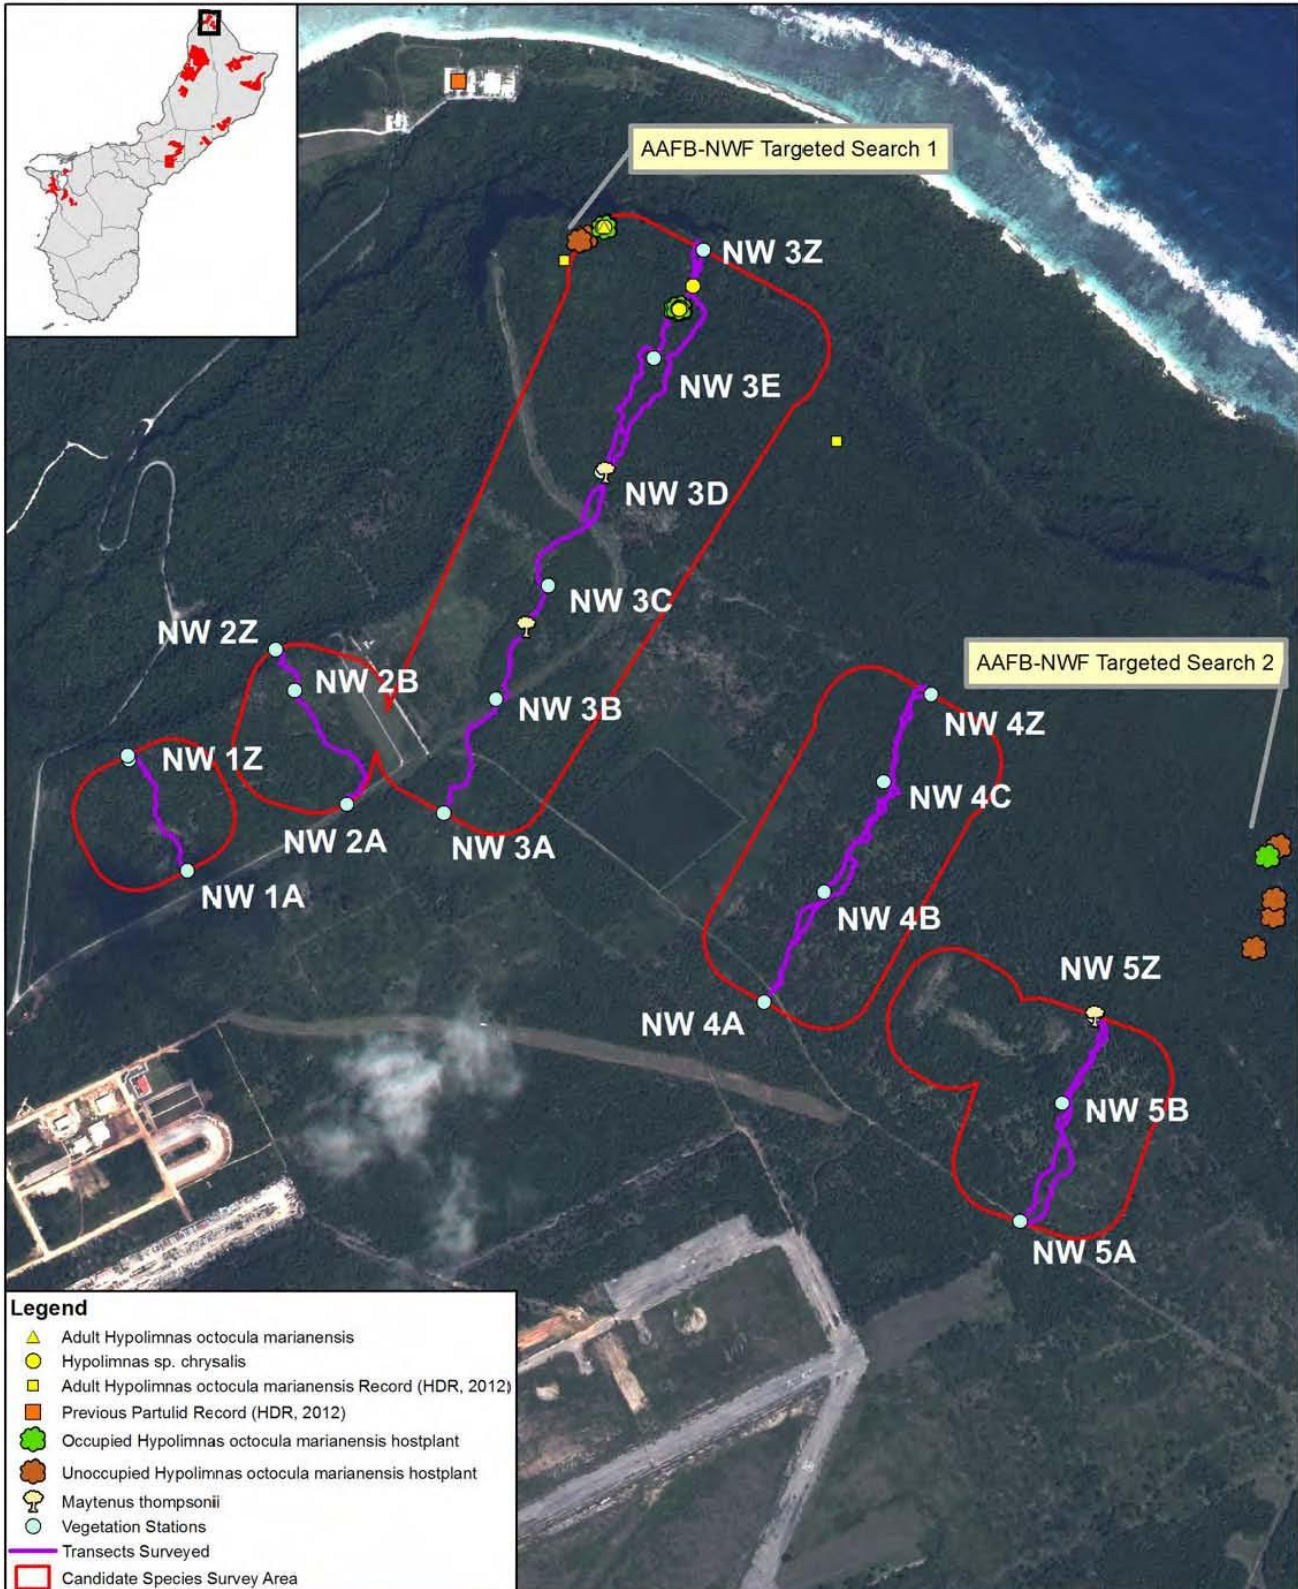 AAFB-NWF Targeted Search 1
NW 3Z
NW 3E
NW 3D
NW 3C
NW 2Z
NW 2B
NW 3B
AAFB-NWF Targeted Search 2
NW 4Z
NW 1Z
NW 4C
NW 2A
NW 3A
NW 1A
NW 4B
NW 5Z
NW 4A
NW 5B
NW 5A
Legend
Adult Hypolimnas octocula marianensis
Hypolimnas sp. chrysalis
Adult Hypolimnas octocula marianensis Record (HDR, 2012)
Previous Partulid Record (HDR, 2012)
Occupied Hypolimnas octocula marianensis hostplant
Unoccupied Hypolimnas octocula marianensis hostplant
Maytenus thompsonii
Vegetation Stations
Transects Surveyed
Candidate Species Survey Area